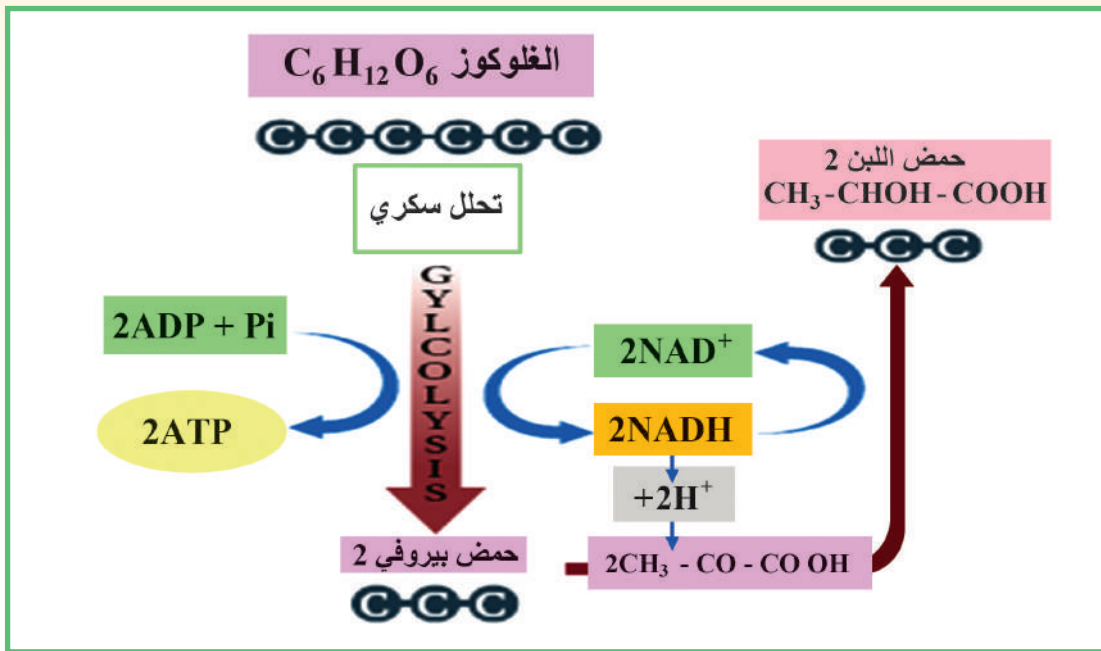 الغلوكوز C₆H₁₂O₆
C-C-C-C-C-C
تحلل سكري
GYLCOLYSIS
2ADP + Pi
2ATP
2NAD⁺
2NADH
+2H⁺
حمض بيروفي 2
C-C-C
2CH₃ - CO - CO OH
حمض اللبن 2
CH₃-CHOH-COOH
C-C-C